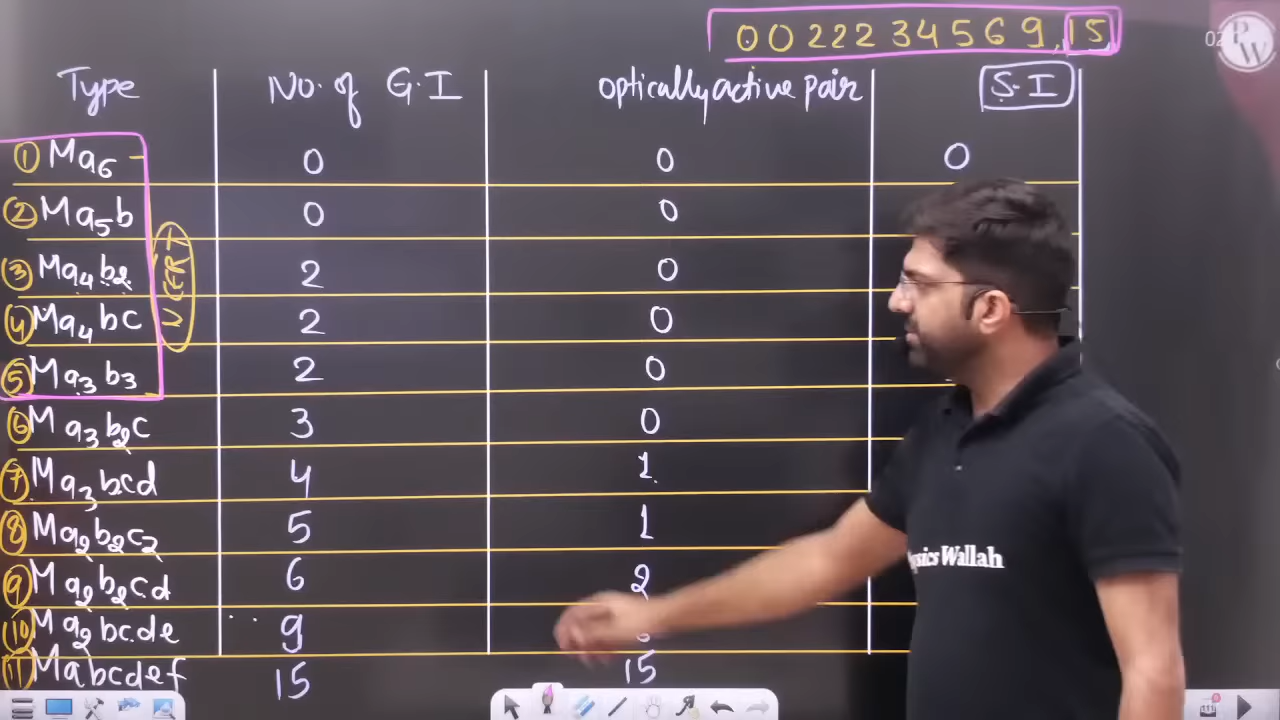 0 0 2 2 2 3 4 5 6 9, 15
PW
Type No. of G.I optically active pair S.I
① Ma6 0 0 0
② Ma5b 0 0
③ Ma4b2 2 0
④ Ma4bc 2 0
⑤ Ma3b3 2 0
NCERT
⑥ Ma3b2c 3 0
⑦ Ma3bcd 4 1
⑧ Ma2b2c2 5 1
⑨ Ma2b2cd 6 2
⑩ Ma2bcde 9
⑪ Mabcdef 15 15
Wallah